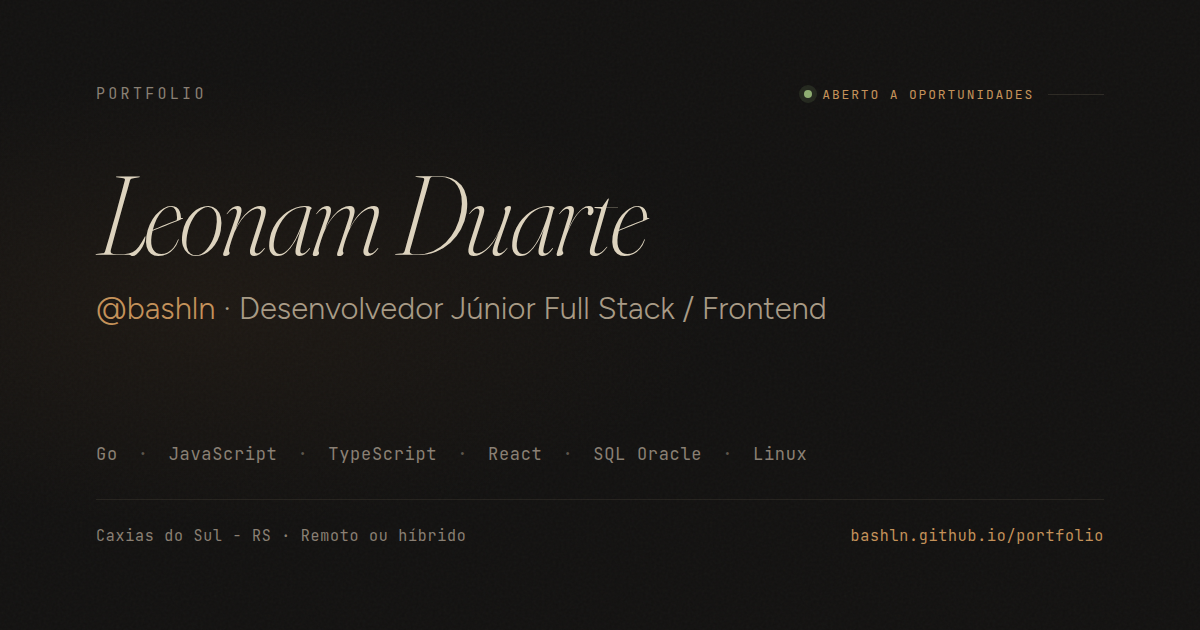 PORTFOLIO
ABERTO A OPORTUNIDADES
Leonam Duarte
@bashln · Desenvolvedor Júnior Full Stack / Frontend
Go · JavaScript · TypeScript · React · SQL Oracle · Linux
Caxias do Sul - RS · Remoto ou híbrido
bashln.github.io/portfolio